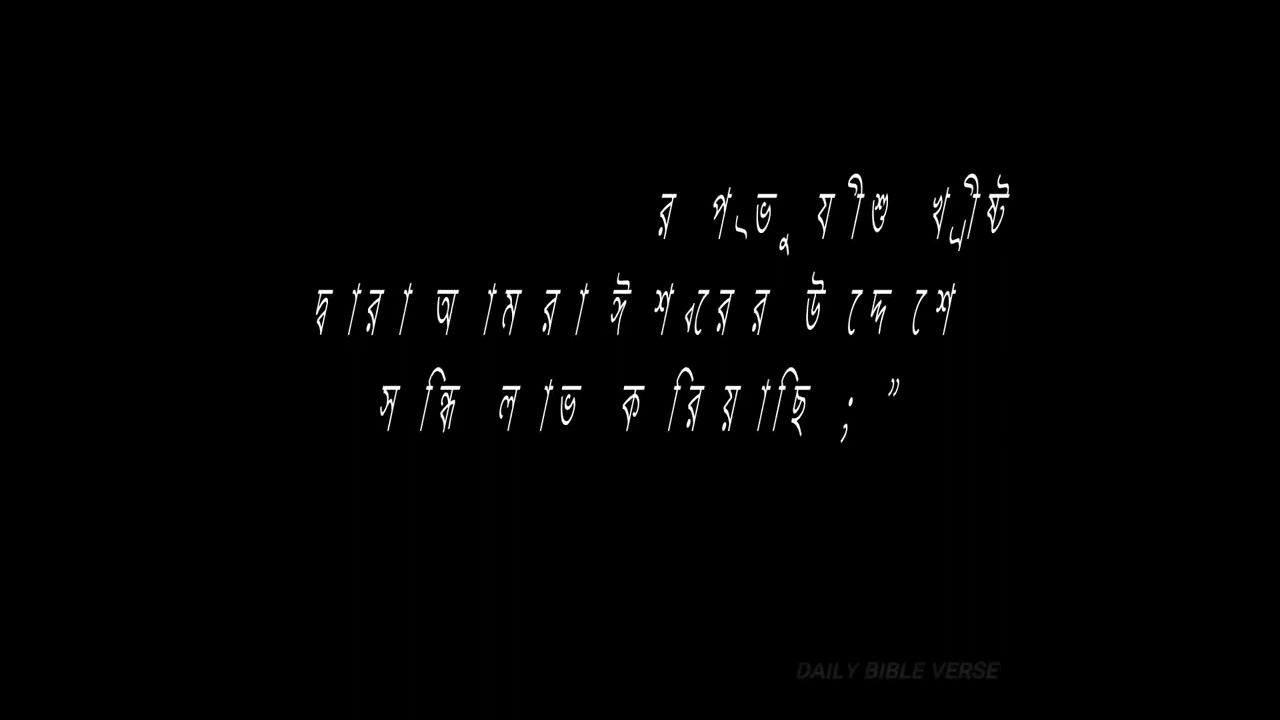 র প্রভু যীশু খ্রীষ্ট
দ্বারা আমরা ঈশ্বরের উদ্দেশে
সন্ধি লাভ করিয়াছি ; ”
DAILY BIBLE VERSE